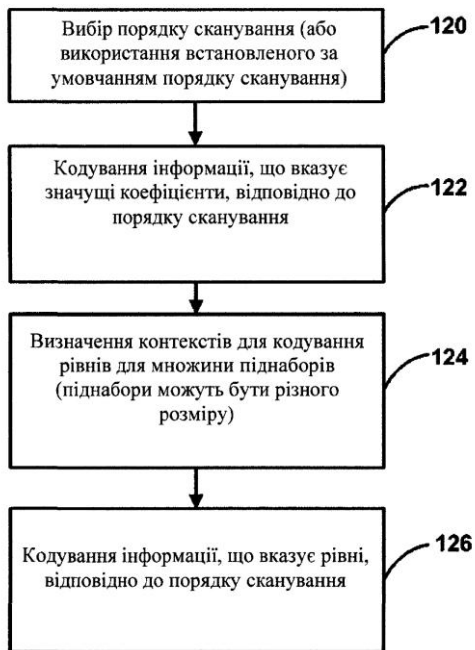 Вибір порядку сканування (або
використання встановленого за
умовчанням порядку сканування)
120
Кодування інформації, що вказує
значущі коефіцієнти, відповідно до
порядку сканування
122
Визначення контекстів для кодування
рівнів для множини піднаборів
(піднабори можуть бути різного
розміру)
124
Кодування інформації, що вказує рівні,
відповідно до порядку сканування
126